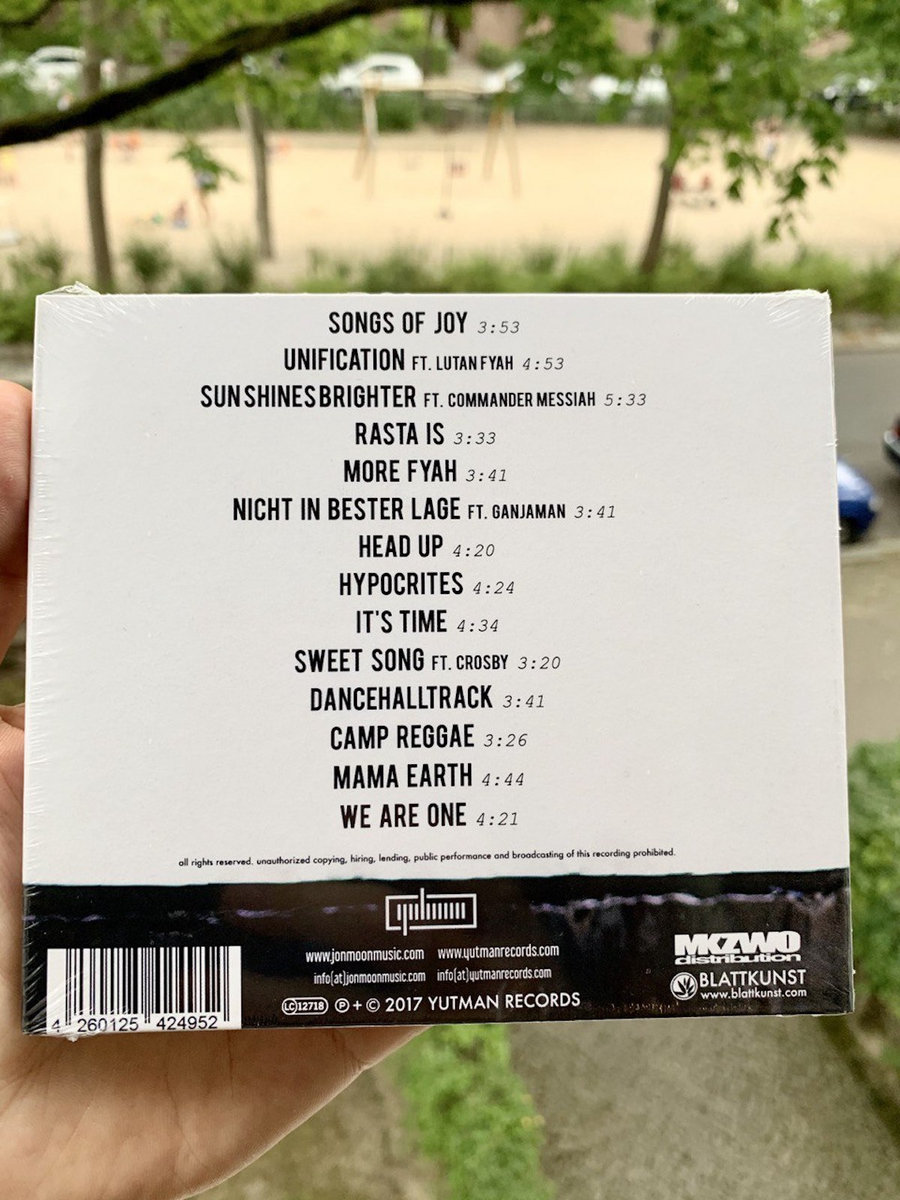 SONGS OF JOY 3:53
UNIFICATION FT. LUTAN FYAH 4:53
SUN SHINES BRIGHTER FT. COMMANDER MESSIAH 5:33
RASTA IS 3:33
MORE FYAH 3:41
NICHT IN BESTER LAGE FT. GANJAMAN 3:41
HEAD UP 4:20
HYPOCRITES 4:24
IT'S TIME 4:34
SWEET SONG FT. CROSBY 3:20
DANCEHALLTRACK 3:41
CAMP REGGAE 3:26
MAMA EARTH 4:44
WE ARE ONE 4:21
all rights reserved. unauthorized copying, hiring, lending, public performance and broadcasting of this recording prohibited.
yutman
www.jonmoonmusic.com www.yutmanrecords.com
info[at]jonmoonmusic.com info[at]yutmanrecords.com
LC 12718 ℗ + © 2017 YUTMAN RECORDS
MKZWO
distribution
BLATTKUNST
www.blattkunst.com
4 260125 424952